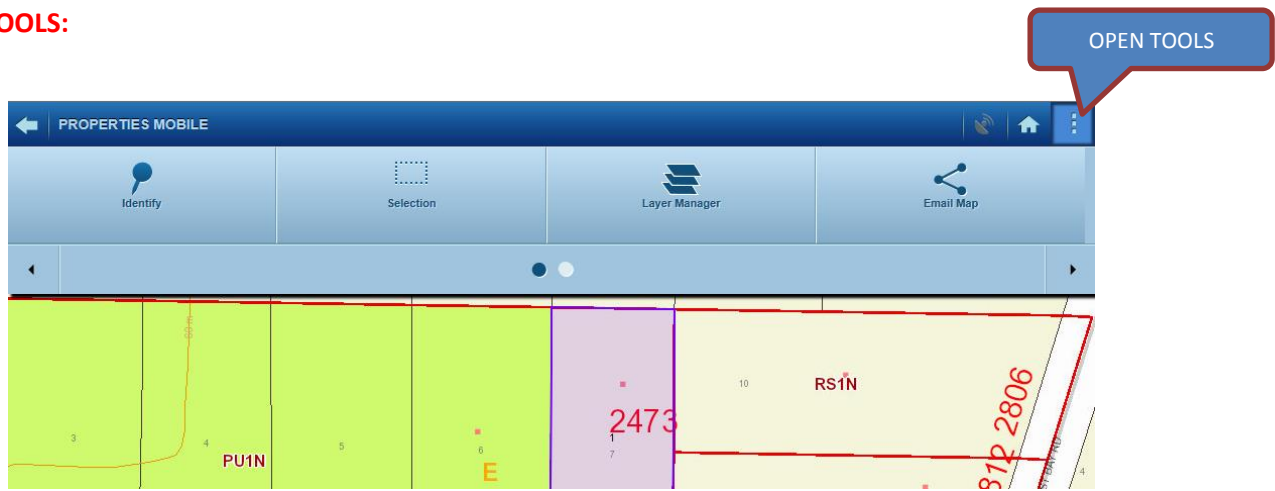 OOLS:
OPEN TOOLS
PROPERTIES MOBILE
Identify
Selection
Layer Manager
Email Map
2473
10
RS1N
812 2806
3
4
PU1N
5
6
E
1
7
4